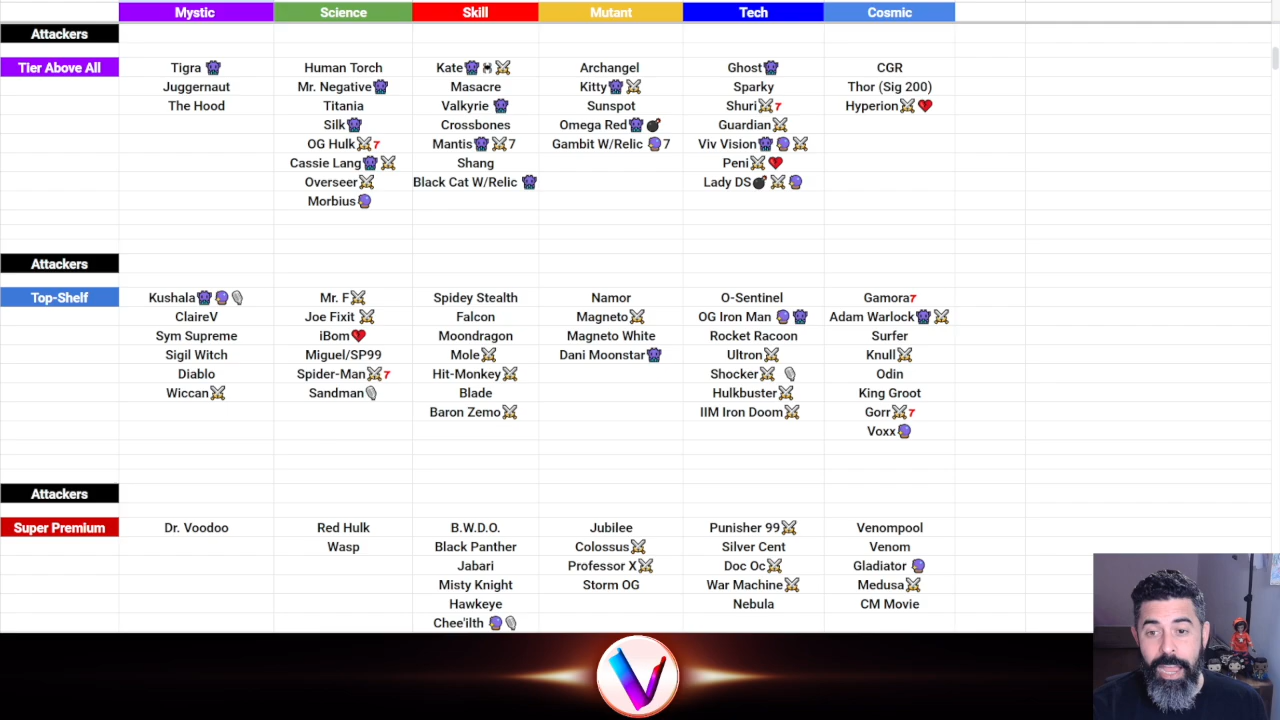 Mystic Science Skill Mutant Tech Cosmic
Attackers
Tier Above All Tigra Human Torch Kate Archangel Ghost CGR
Juggernaut Mr. Negative Masacre Kitty Sparky Thor (Sig 200)
The Hood Titania Valkyrie Sunspot Shuri 7 Hyperion
Silk Crossbones Omega Red Guardian
OG Hulk 7 Mantis 7 Gambit W/Relic 7 Viv Vision
Cassie Lang Shang Peni
Overseer Black Cat W/Relic Lady DS
Morbius
Attackers
Top-Shelf Kushala Mr. F Spidey Stealth Namor O-Sentinel Gamora 7
ClaireV Joe Fixit Falcon Magneto OG Iron Man Adam Warlock
Sym Supreme iBom Moondragon Magneto White Rocket Racoon Surfer
Sigil Witch Miguel/SP99 Mole Dani Moonstar Ultron Knull
Diablo Spider-Man 7 Hit-Monkey Shocker Odin
Wiccan Sandman Blade Hulkbuster King Groot
Baron Zemo IIM Iron Doom Gorr 7
Voxx
Attackers
Super Premium Dr. Voodoo Red Hulk B.W.D.O. Jubilee Punisher 99 Venompool
Wasp Black Panther Colossus Silver Cent Venom
Jabari Professor X Doc Oc Gladiator
Misty Knight Storm OG War Machine Medusa
Hawkeye Nebula CM Movie
Chee'ilth
V